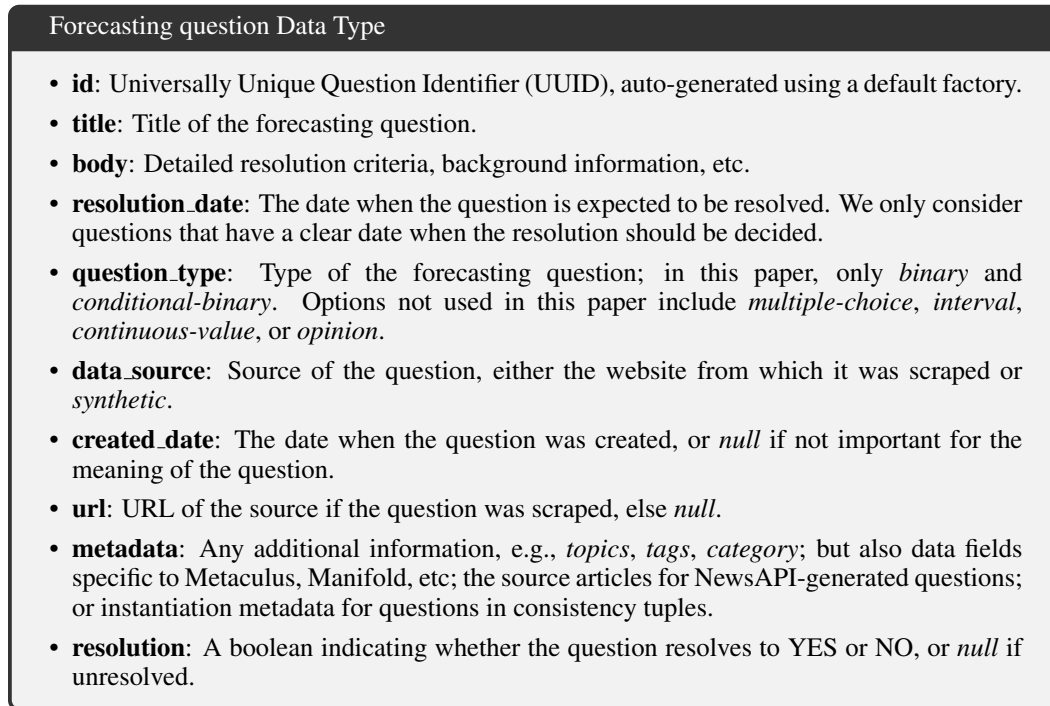 Forecasting question Data Type
• id: Universally Unique Question Identifier (UUID), auto-generated using a default factory.
• title: Title of the forecasting question.
• body: Detailed resolution criteria, background information, etc.
• resolution_date: The date when the question is expected to be resolved. We only consider
questions that have a clear date when the resolution should be decided.
• question_type: Type of the forecasting question; in this paper, only binary and
conditional-binary. Options not used in this paper include multiple-choice, interval,
continuous-value, or opinion.
• data_source: Source of the question, either the website from which it was scraped or
synthetic.
• created_date: The date when the question was created, or null if not important for the
meaning of the question.
• url: URL of the source if the question was scraped, else null.
• metadata: Any additional information, e.g., topics, tags, category; but also data fields
specific to Metaculus, Manifold, etc; the source articles for NewsAPI-generated questions;
or instantiation metadata for questions in consistency tuples.
• resolution: A boolean indicating whether the question resolves to YES or NO, or null if
unresolved.